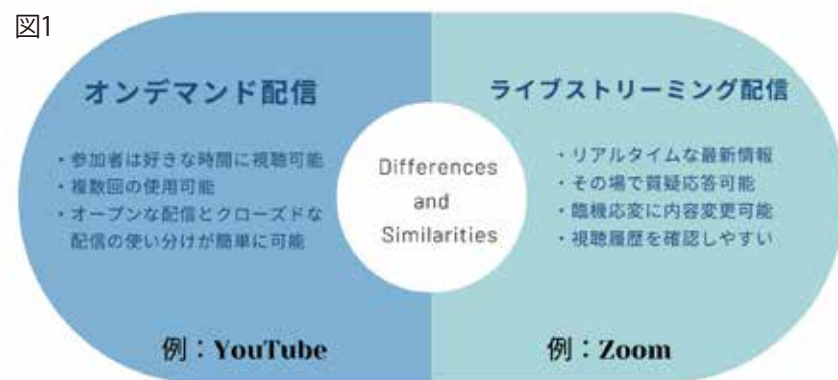 図1
オンデマンド配信
・参加者は好きな時間に視聴可能
・複数回の使用可能
・オープンな配信とクローズドな
配信の使い分けが簡単に可能
例：YouTube
Differences
and
Similarities
ライブストリーミング配信
・リアルタイムな最新情報
・その場で質疑応答可能
・臨機応変に内容変更可能
・視聴履歴を確認しやすい
例：Zoom